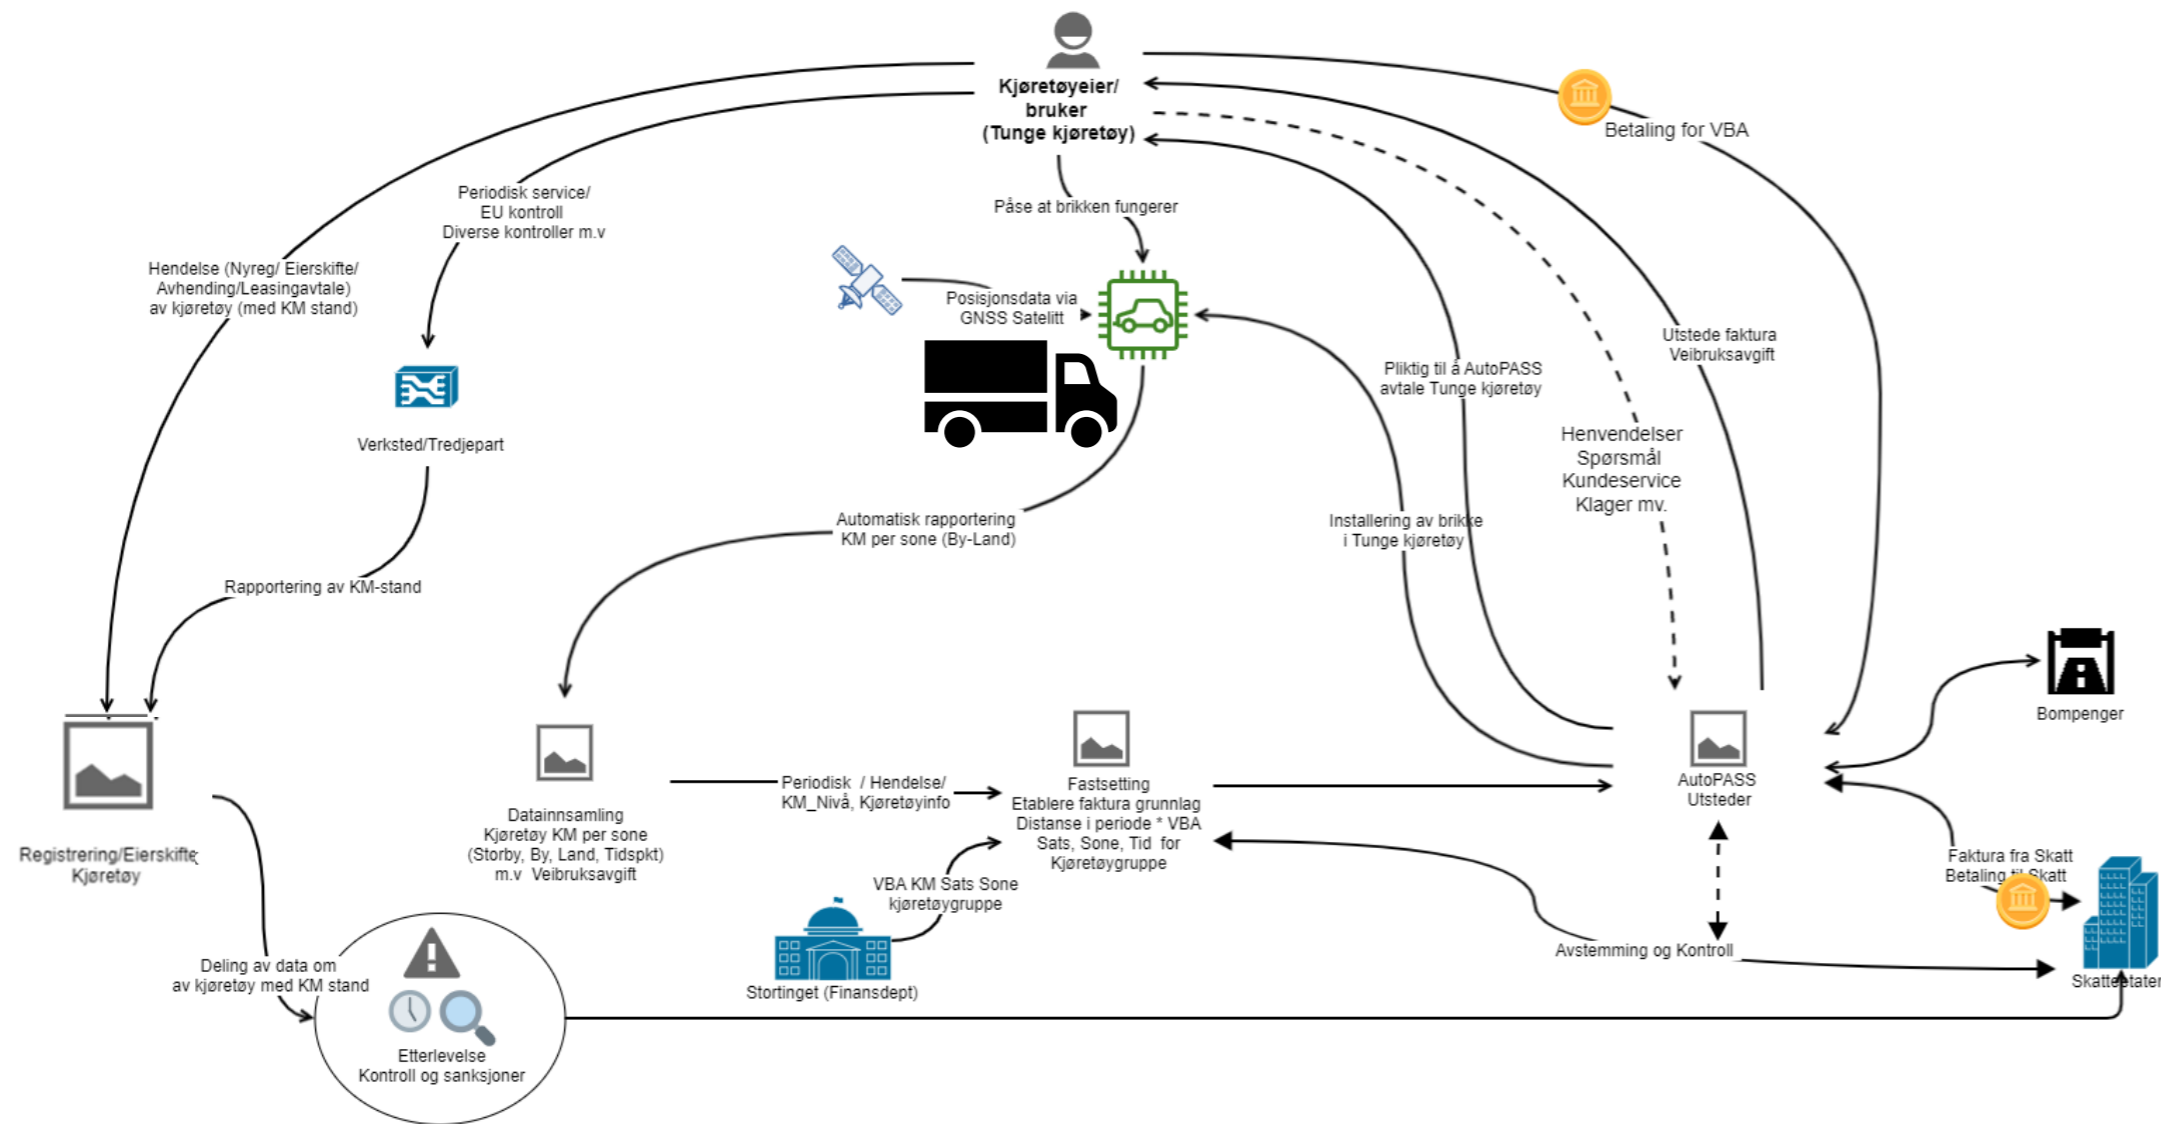 Kjøretøyeier/
bruker
(Tunge kjøretøy)
Betaling for VBA
Periodisk service/
EU kontroll
Diverse kontroller m.v
Påse at brikken fungerer
Hendelse (Nyreg/ Eierskifte/
Avhending/Leasingavtale)
av kjøretøy (med KM stand)
Posisjonsdata via
GNSS Satelitt
Utstede faktura
Veibruksavgift
Pliktig til å AutoPASS
avtale Tunge kjøretøy
Verksted/Tredjepart
Henvendelser
Spørsmål
Kundeservice
Klager mv.
Automatisk rapportering
KM per sone (By-Land)
Installering av brikke
i Tunge kjøretøy
Rapportering av KM-stand
Bompenger
Registrering/Eierskifte
Kjøretøy
Datainnsamling
Kjøretøy KM per sone
(Storby, By, Land, Tidspkt)
m.v Veibruksavgift
Periodisk / Hendelse/
KM_Nivå, Kjøretøyinfo
Fastsetting
Etablere faktura grunnlag
Distanse i periode * VBA
Sats, Sone, Tid for
Kjøretøygruppe
AutoPASS
Utsteder
Faktura fra Skatt
Betaling til Skatt
VBA KM Sats Sone
kjøretøygruppe
Stortinget (Finansdept)
Avstemming og Kontroll
Skatteetaten
Deling av data om
av kjøretøy med KM stand
Etterlevelse
Kontroll og sanksjoner